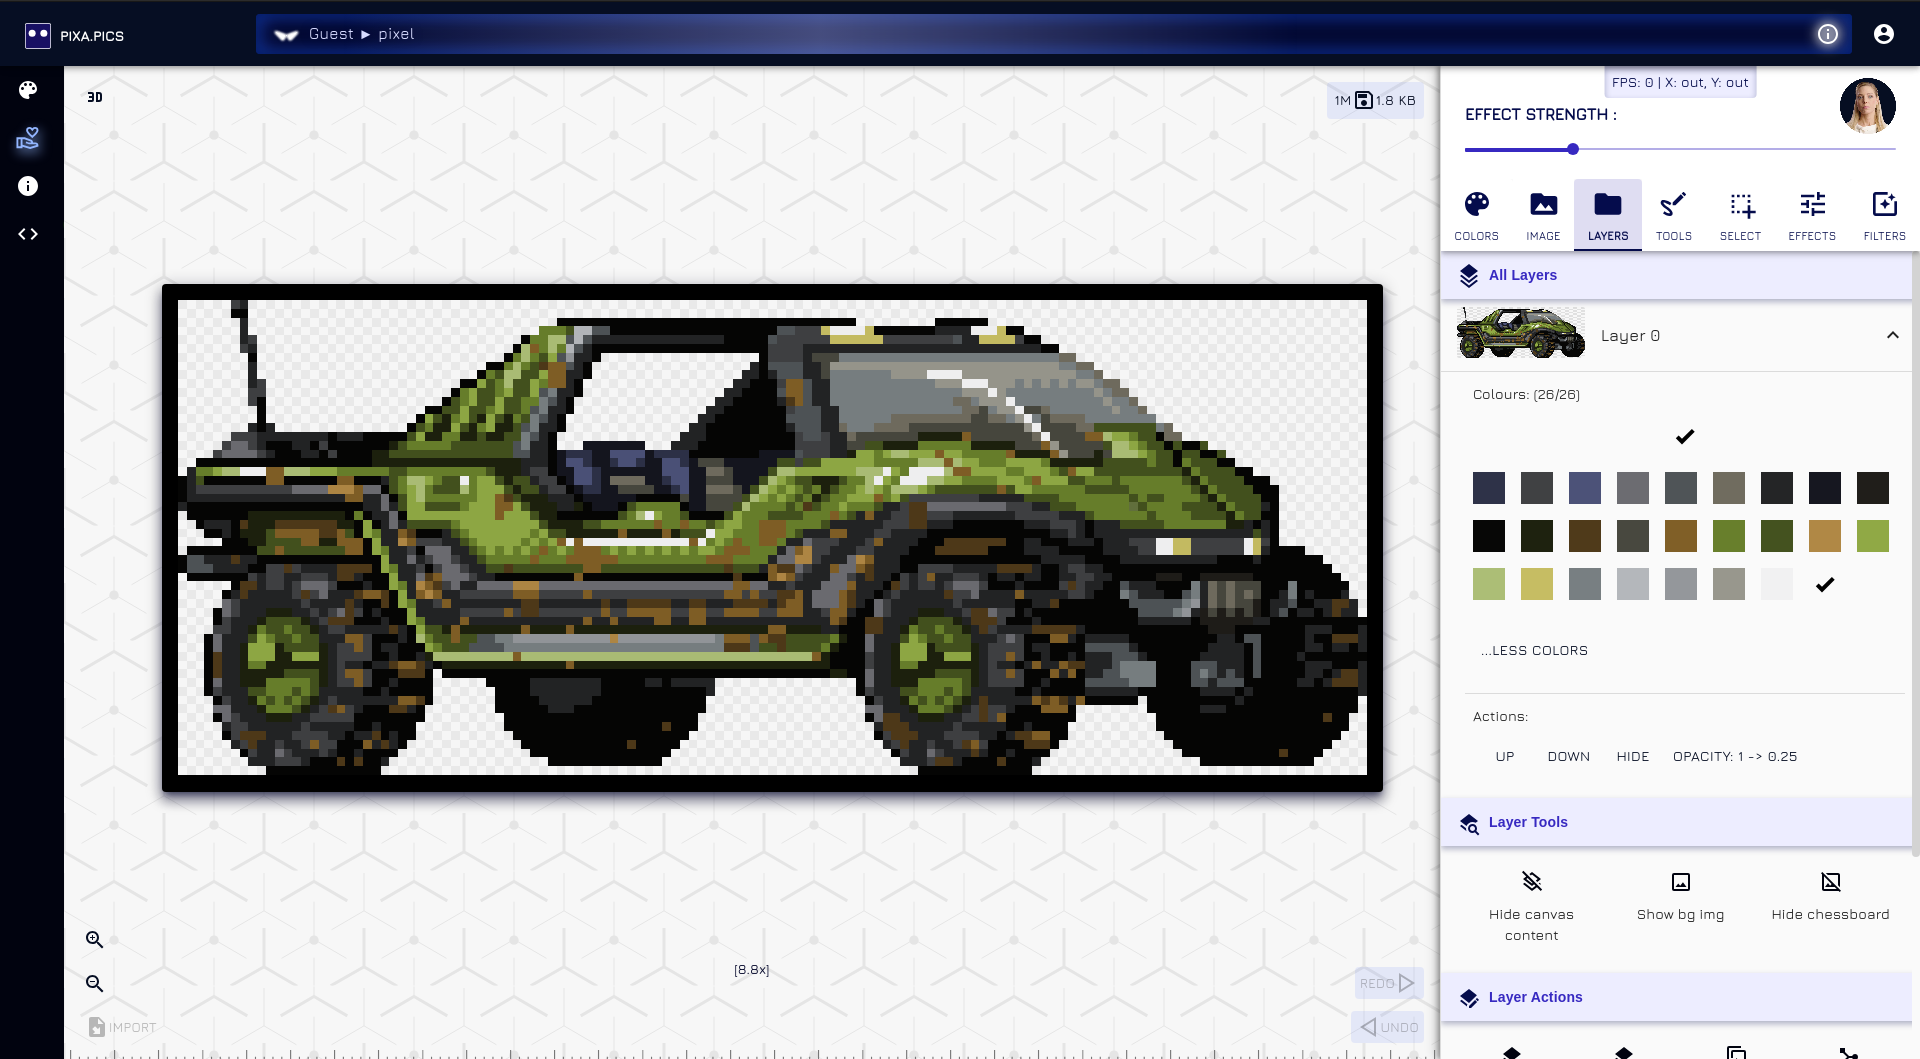 PIXA.PICS
Guest ► pixel
3D
1M 1.8 KB
FPS: 0 | X: out, Y: out
EFFECT STRENGTH :
COLORS IMAGE LAYERS TOOLS SELECT EFFECTS FILTERS
All Layers
Layer 0
Colours: (26/26)
...LESS COLORS
Actions:
UP DOWN HIDE OPACITY: 1 -> 0.25
Layer Tools
Hide canvas content
Show bg img
Hide chessboard
Layer Actions
[8.8x]
REDO
IMPORT
UNDO